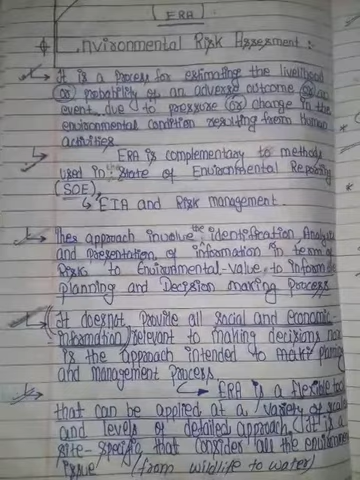 (ERA)
Environmental Risk Assesment :
It is a process for estimating the livelihood
(or) probability of an adverse outcome (or) an
event due to pressure (or) change in the
environmental condition resulting from Human
activities.
ERA is complementary to methods
used in : State of Environmental Reporting
(SOE).
EIA and Risk management.
This approach involve the identification, Analysis
and presentation of information in term of
Risks to Environmental-value to inform the
planning and Decision making process
It doesnot provide all social and economic
information relevant to making decisions nor
is the approach intended to make planning
and management process
ERA is a flexible tool
that can be applied at a variety of scales
and levels of detailed approach. It is a
site-specific that consider all the environment
issue (from wildlife to water)